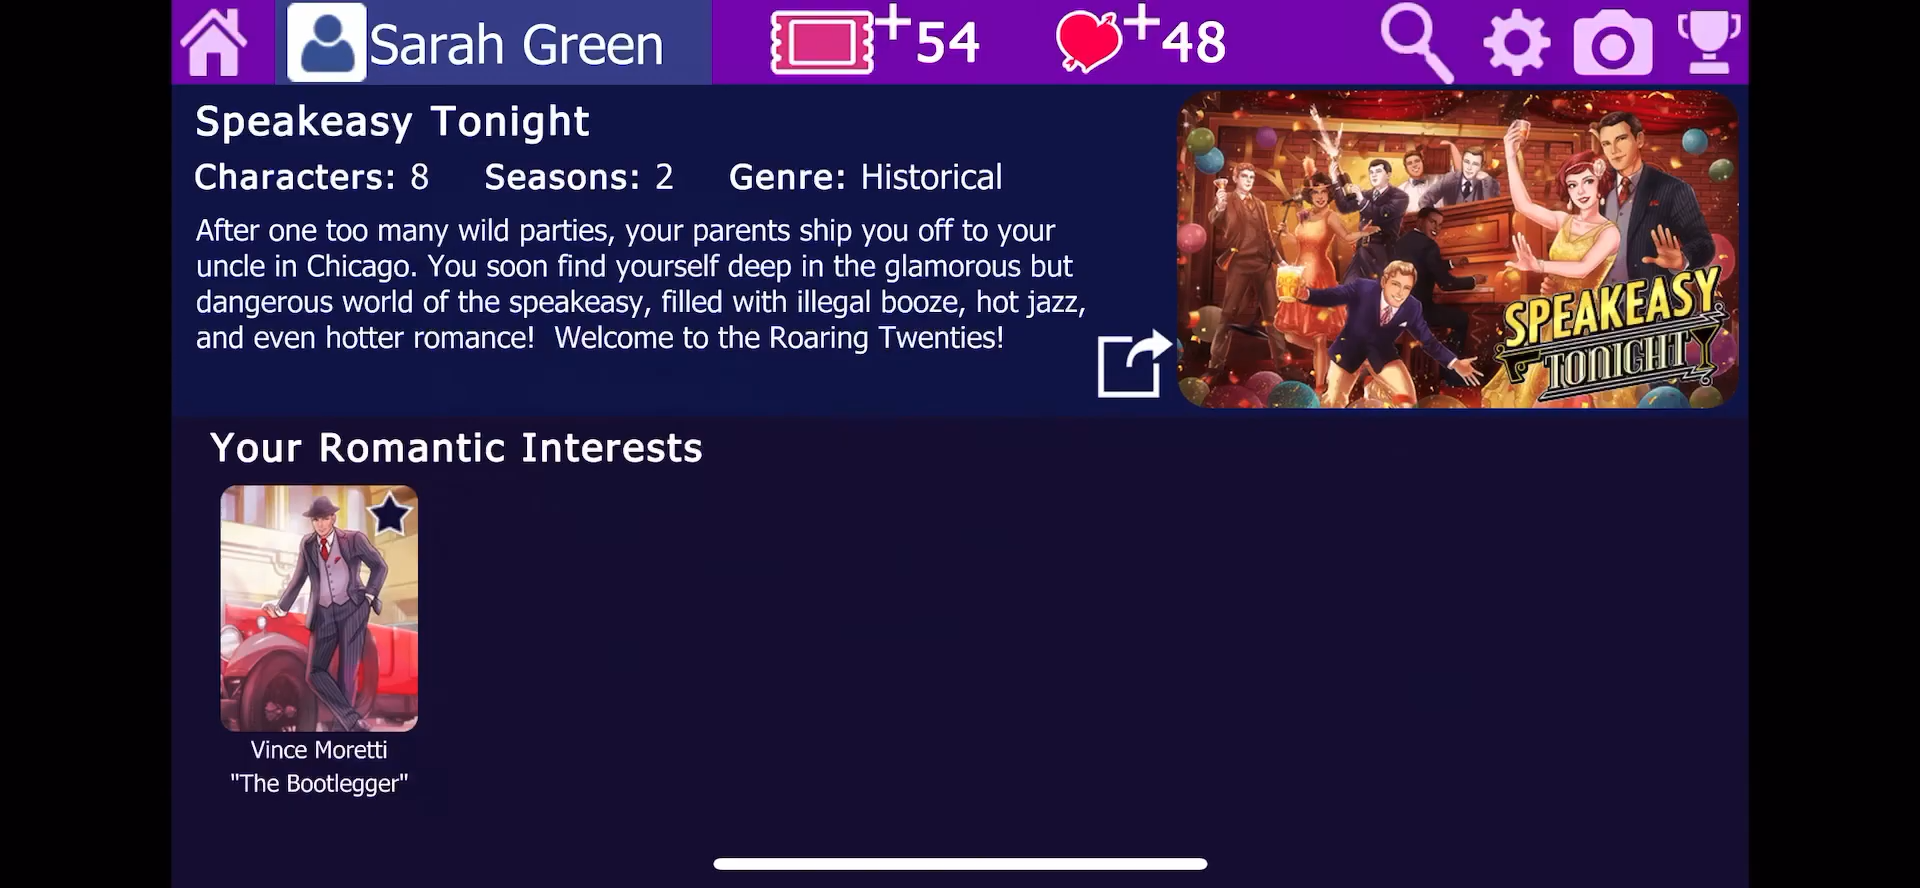 Sarah Green
54
48
Speakeasy Tonight
Characters: 8 Seasons: 2 Genre: Historical
After one too many wild parties, your parents ship you off to your
uncle in Chicago. You soon find yourself deep in the glamorous but
dangerous world of the speakeasy, filled with illegal booze, hot jazz,
and even hotter romance!  Welcome to the Roaring Twenties!
SPEAKEASY
TONIGHT
Your Romantic Interests
Vince Moretti
"The Bootlegger"